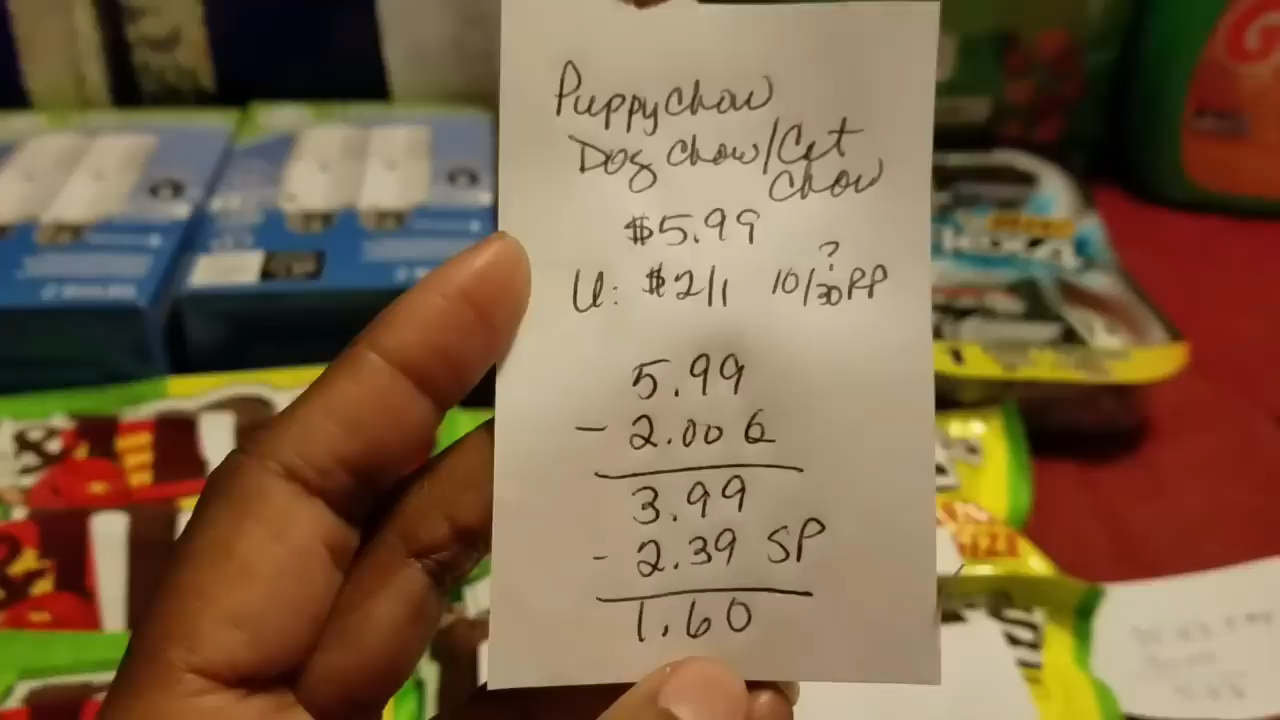 Puppy Chow
Dog Chow/Cat
Chow
$5.99
?
U: $2/1 10/30 RP
5.99
- 2.00 Q
3.99
- 2.39 SP
1.60